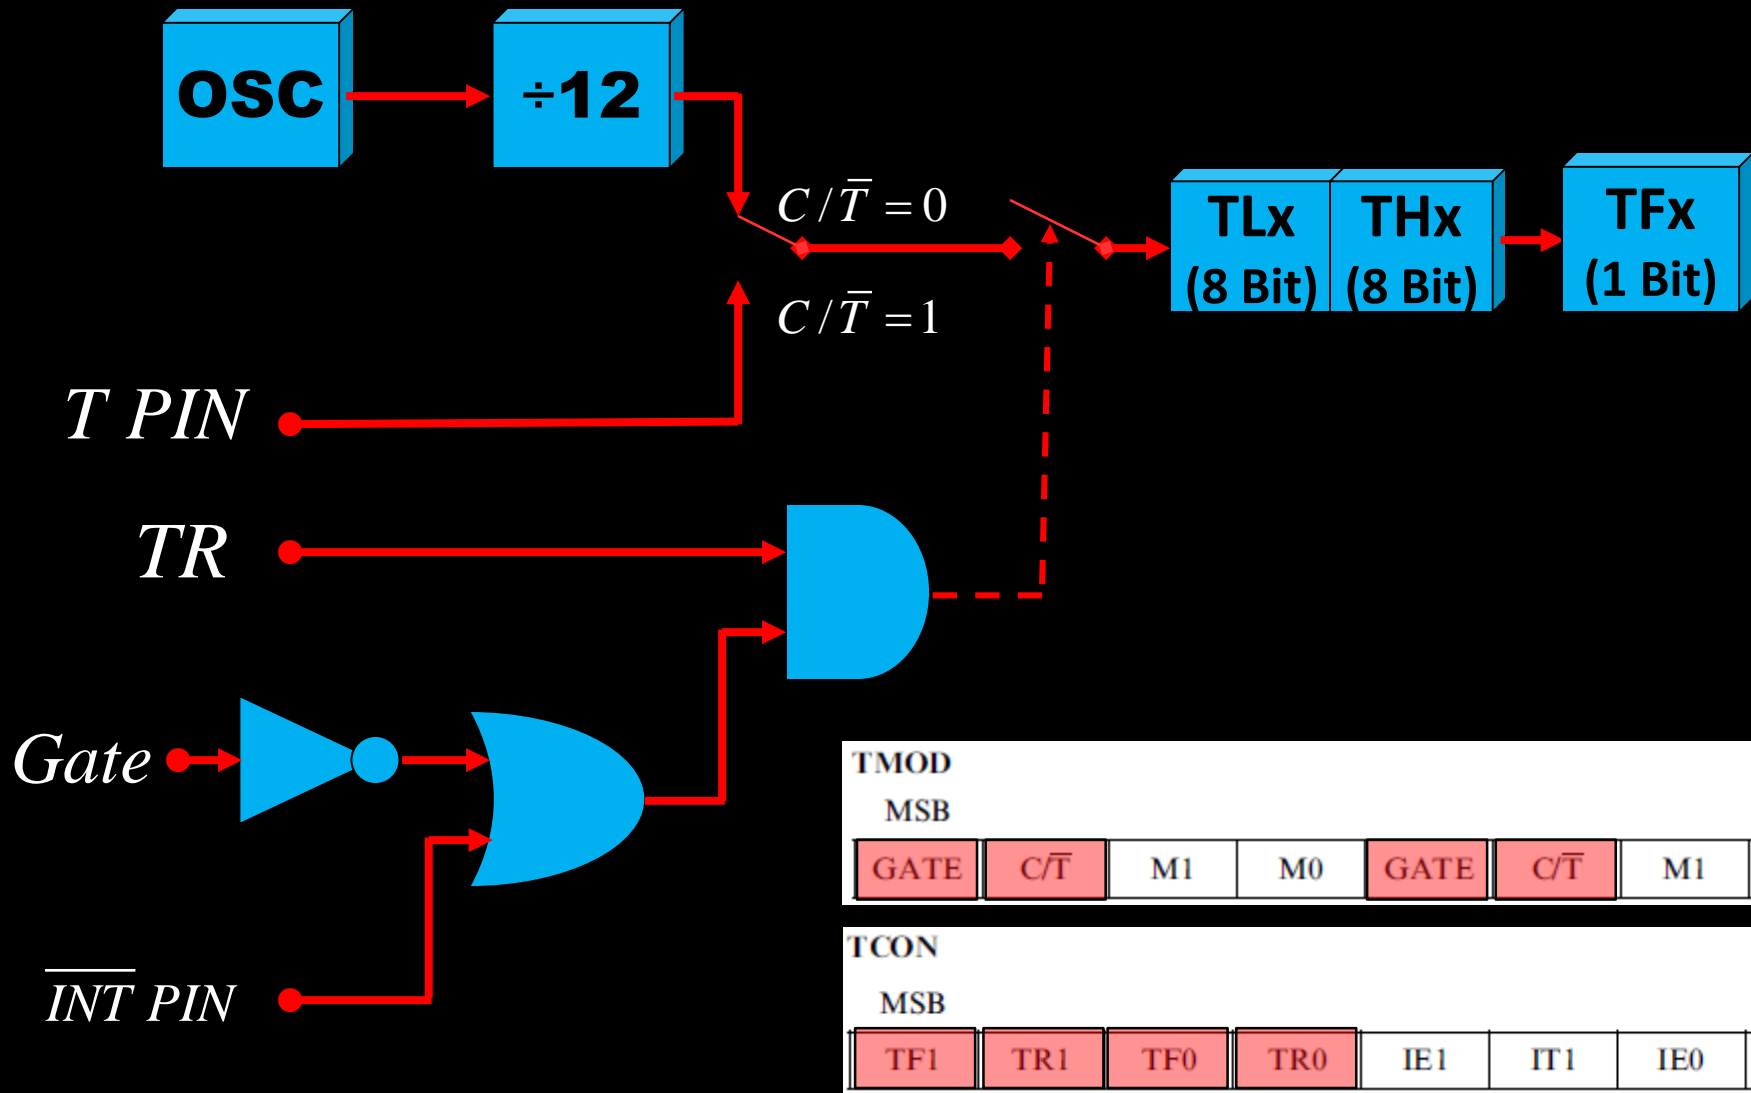 OSC
÷12
C/T̅ = 0
TLx
(8 Bit)
THx
(8 Bit)
TFx
(1 Bit)
C/T̅ = 1
T PIN
TR
Gate
I̅N̅T̅ PIN
TMOD
MSB
GATE C/T̅ M1 M0 GATE C/T̅ M1
TCON
MSB
TF1 TR1 TF0 TR0 IE1 IT1 IE0